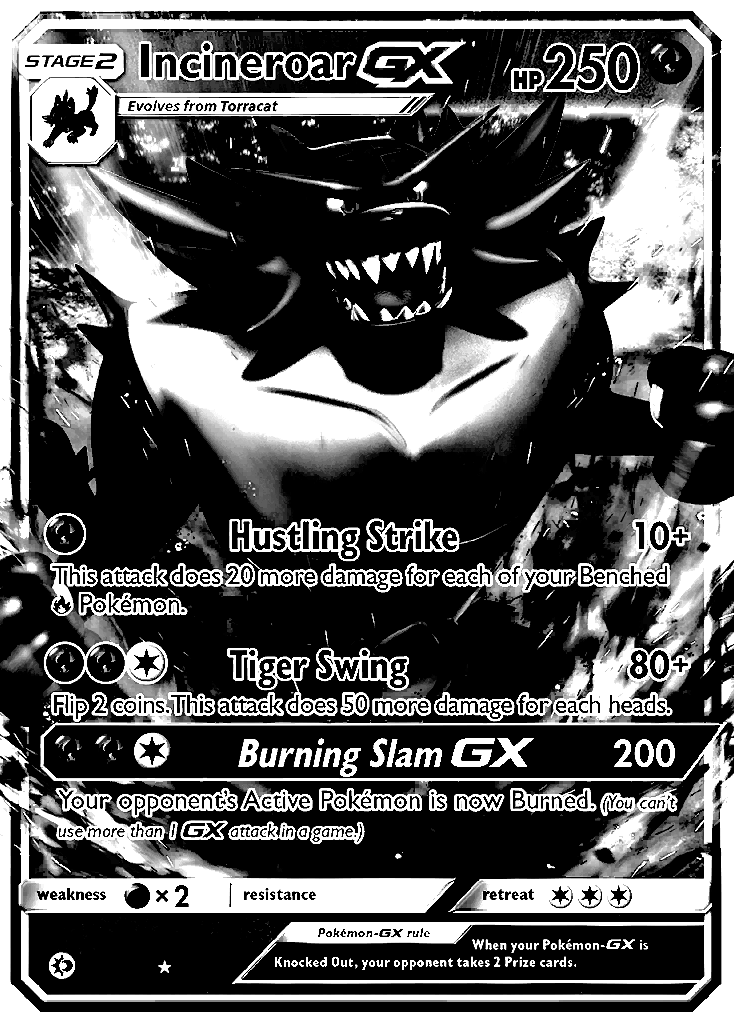 STAGE2 Incineroar GX HP250
Evolves from Torracat
Hustling Strike 10+
This attack does 20 more damage for each of your Benched
Pokémon.
Tiger Swing 80+
Flip 2 coins. This attack does 50 more damage for each heads.
Burning Slam GX 200
Your opponent's Active Pokémon is now Burned. (You can't
use more than 1 GX attack in a game.)
weakness ×2 resistance retreat
Pokémon-GX rule
When your Pokémon-GX is
Knocked Out, your opponent takes 2 Prize cards.